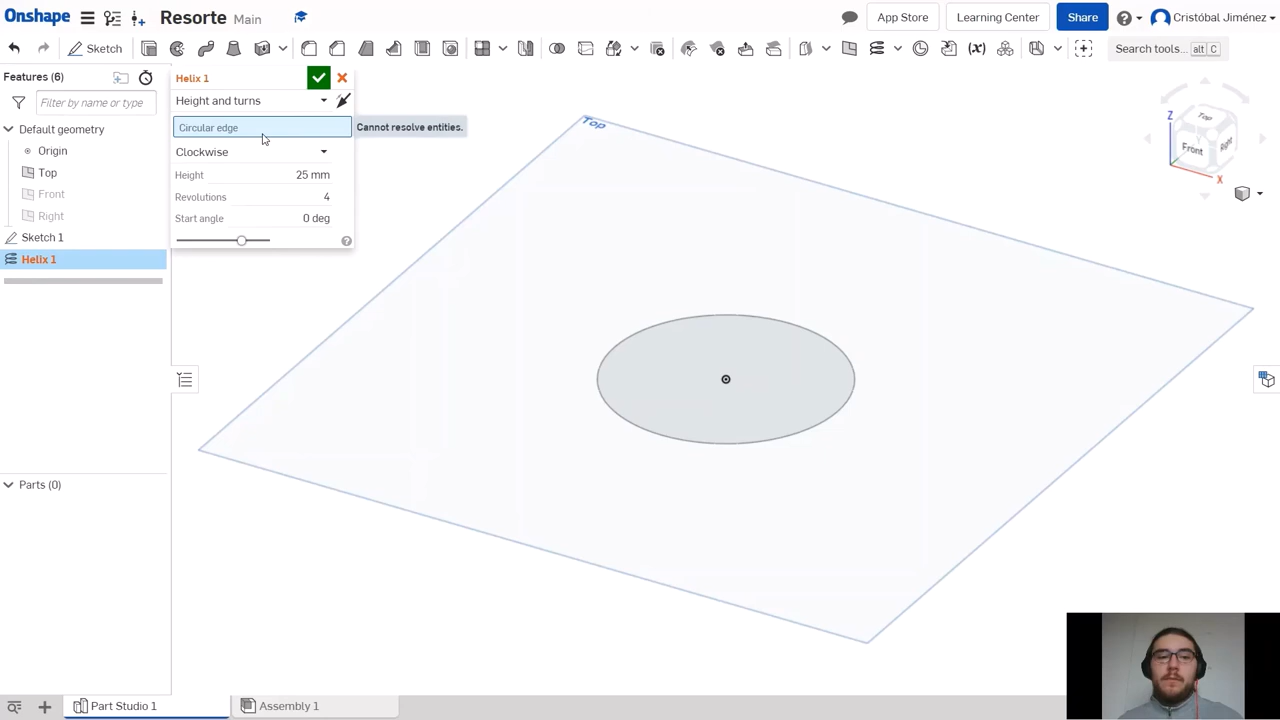 Onshape
Resorte Main
App Store
Learning Center
Share
Cristóbal Jiménez
Sketch
Search tools... alt C
Features (6)
Filter by name or type
Default geometry
Origin
Top
Front
Right
Sketch 1
Helix 1
Parts (0)
Helix 1
Height and turns
Circular edge
Cannot resolve entities.
Clockwise
Height 25 mm
Revolutions 4
Start angle 0 deg
Top
Z
Top
Front
Right
Y
X
Part Studio 1
Assembly 1